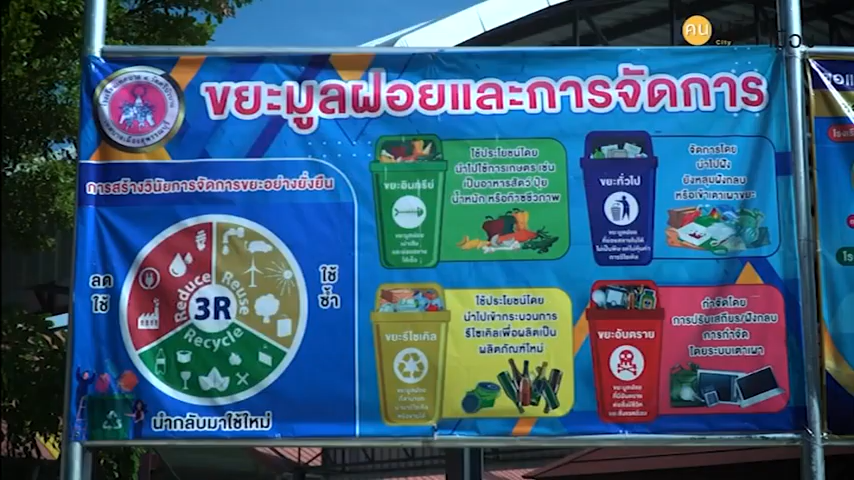 คน
City
ขยะมูลฝอยและการจัดการ
การสร้างวินัยการจัดการขยะอย่างยั่งยืน
ลด
ใช้
Reduce
Reuse
3R
Recycle
ใช้
ซ้ำ
นำกลับมาใช้ใหม่
ขยะอินทรีย์
ใช้ประโยชน์โดย
นำไปใช้การเกษตร เช่น
เป็นอาหารสัตว์ ปุ๋ย
น้ำหมัก หรือก๊าซชีวภาพ
ขยะทั่วไป
จัดการโดย
นำไปฝัง
ยังหลุมฝังกลบ
หรือเข้าเตาเผาขยะ
ขยะรีไซเคิล
ใช้ประโยชน์โดย
นำไปเข้ากระบวนการ
รีไซเคิลเพื่อผลิตเป็น
ผลิตภัณฑ์ใหม่
ขยะอันตราย
กำจัดโดย
การปรับเสถียร/ฝังกลบ
การกำจัด
โดยระบบเตาเผา